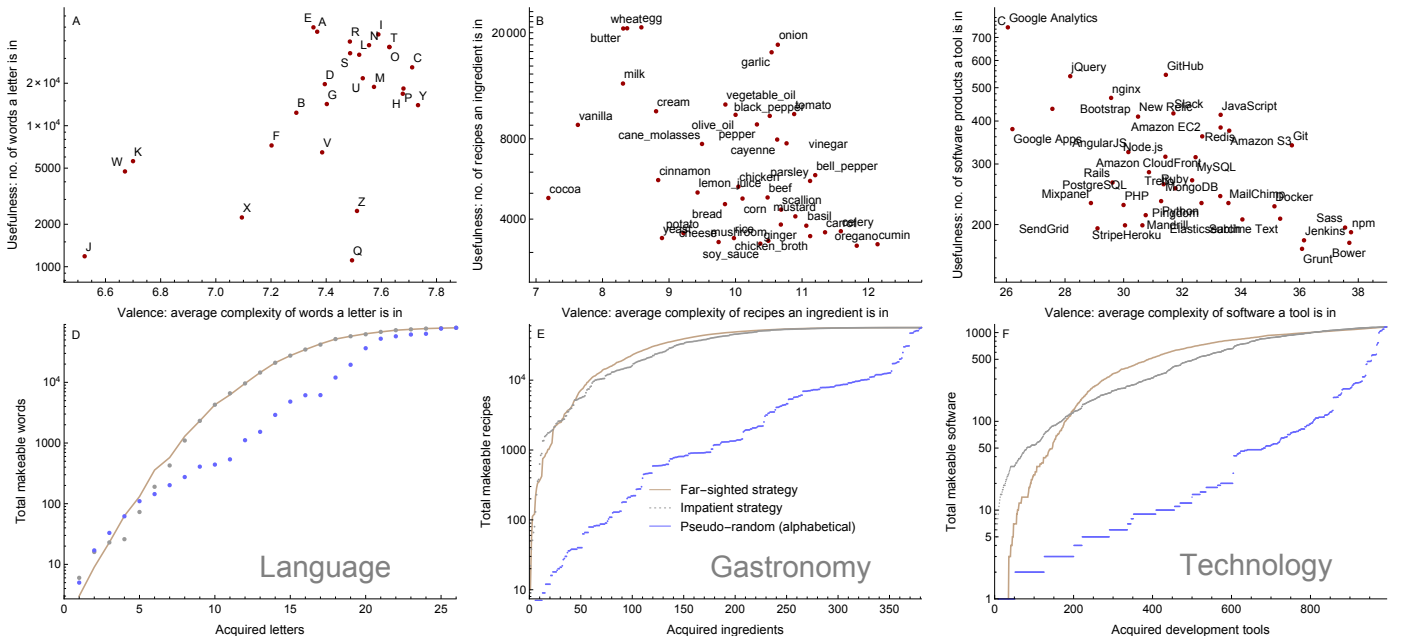 A
Usefulness: no. of words a letter is in
2×10⁴
1×10⁴
5000
2000
1000
E A
I
R N T
L O
S C
D M
U
G H P Y
B
F V
W K
X Z
J Q
6.6 6.8 7.0 7.2 7.4 7.6 7.8
Valence: average complexity of words a letter is in
B
Usefulness: no. of recipes an ingredient is in
20 000
8000
4000
wheat egg
butter
onion
garlic
milk
vegetable_oil
cream
black_pepper tomato
vanilla
olive_oil
cane_molasses
pepper
vinegar
cayenne
bell_pepper
cinnamon
parsley
chicken
lemon_juice
cocoa
beef
scallion
bread
corn
mustard
basil
potato
yeast
cheese
mushroom
rice
ginger
carrot
celery
oregano
cumin
chicken_broth
soy_sauce
7 8 9 10 11 12
Valence: average complexity of recipes an ingredient is in
C
Usefulness: no. of software products a tool is in
700
600
500
400
300
200
Google Analytics
jQuery
GitHub
nginx
Bootstrap
New Relic
Slack
JavaScript
Google Apps
AngularJS
Amazon EC2
Redis
Amazon S3
Git
Node.js
Amazon CloudFront
MySQL
Rails
PostgreSQL
Trello
Ruby
MongoDB
Mixpanel
PHP
MailChimp
Docker
Python
Pingdom
SendGrid
Stripe
Heroku
Mandrill
Elasticsearch
Sublime Text
Sass
npm
Jenkins
Grunt
Bower
26 28 30 32 34 36 38
Valence: average complexity of software a tool is in
D
Total makeable words
10⁴
1000
100
10
Language
0 5 10 15 20 25
Acquired letters
E
Total makeable recipes
10⁴
1000
100
10
Far-sighted strategy
Impatient strategy
Pseudo-random (alphabetical)
Gastronomy
0 50 100 150 200 250 300 350
Acquired ingredients
F
Total makeable software
1000
500
100
50
10
5
1
Technology
0 200 400 600 800
Acquired development tools